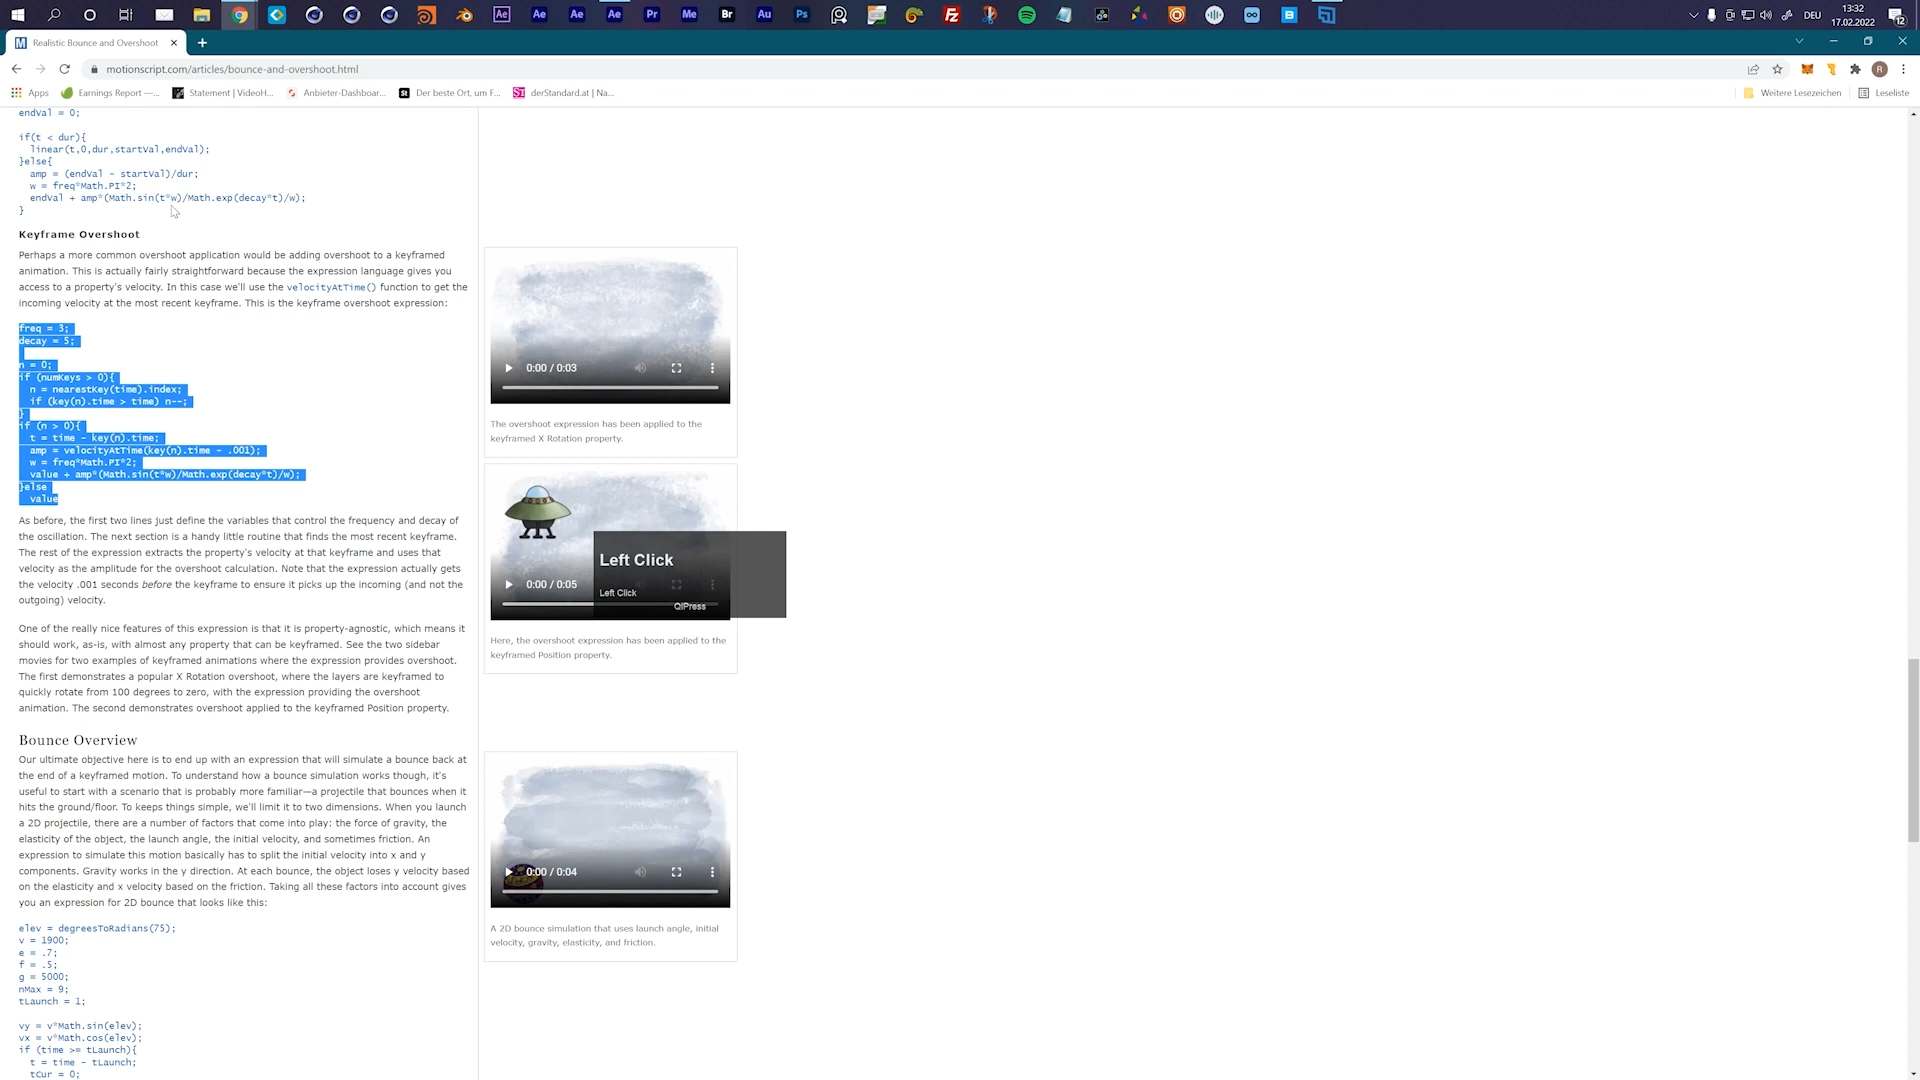 13:32
DEU
17.02.2022
12
Realistic Bounce and Overshoot
motionscript.com/articles/bounce-and-overshoot.html
R
Apps
Earnings Report —...
Statement | VideoH...
Anbieter-Dashboar...
Der beste Ort, um F...
derStandard.at | Na...
Weitere Lesezeichen
Leseliste
endVal = 0;
if(t < dur){
linear(t,0,dur,startVal,endVal);
}else{
amp = (endVal - startVal)/dur;
w = freq*Math.PI*2;
endVal + amp*(Math.sin(t*w)/Math.exp(decay*t)/w);
}
Keyframe Overshoot
Perhaps a more common overshoot application would be adding overshoot to a keyframed
animation. This is actually fairly straightforward because the expression language gives you
access to a property's velocity. In this case we'll use the velocityAtTime() function to get the
incoming velocity at the most recent keyframe. This is the keyframe overshoot expression:
freq = 3;
decay = 5;
n = 0;
if (numKeys > 0){
n = nearestKey(time).index;
if (key(n).time > time) n--;
}
if (n > 0){
t = time - key(n).time;
amp = velocityAtTime(key(n).time - .001);
w = freq*Math.PI*2;
value + amp*(Math.sin(t*w)/Math.exp(decay*t)/w);
}else
value
As before, the first two lines just define the variables that control the frequency and decay of
the oscillation. The next section is a handy little routine that finds the most recent keyframe.
The rest of the expression extracts the property's velocity at that keyframe and uses that
velocity as the amplitude for the overshoot calculation. Note that the expression actually gets
the velocity .001 seconds before the keyframe to ensure it picks up the incoming (and not the
outgoing) velocity.
One of the really nice features of this expression is that it is property-agnostic, which means it
should work, as-is, with almost any property that can be keyframed. See the two sidebar
movies for two examples of keyframed animations where the expression provides overshoot.
The first demonstrates a popular X Rotation overshoot, where the layers are keyframed to
quickly rotate from 100 degrees to zero, with the expression providing the overshoot
animation. The second demonstrates overshoot applied to the keyframed Position property.
Bounce Overview
Our ultimate objective here is to end up with an expression that will simulate a bounce back at
the end of a keyframed motion. To understand how a bounce simulation works though, it's
useful to start with a scenario that is probably more familiar—a projectile that bounces when it
hits the ground/floor. To keeps things simple, we'll limit it to two dimensions. When you launch
a 2D projectile, there are a number of factors that come into play: the force of gravity, the
elasticity of the object, the launch angle, the initial velocity, and sometimes friction. An
expression to simulate this motion basically has to split the initial velocity into x and y
components. Gravity works in the y direction. At each bounce, the object loses y velocity based
on the elasticity and x velocity based on the friction. Taking all these factors into account gives
you an expression for 2D bounce that looks like this:
elev = degreesToRadians(75);
v = 1900;
e = .7;
f = .5;
g = 5000;
nMax = 9;
tLaunch = 1;
vy = v*Math.sin(elev);
vx = v*Math.cos(elev);
if (time >= tLaunch){
t = time - tLaunch;
tCur = 0;
0:00 / 0:03
The overshoot expression has been applied to the
keyframed X Rotation property.
0:00 / 0:05
Left Click
Left Click
QiPress
Here, the overshoot expression has been applied to the
keyframed Position property.
0:00 / 0:04
A 2D bounce simulation that uses launch angle, initial
velocity, gravity, elasticity, and friction.